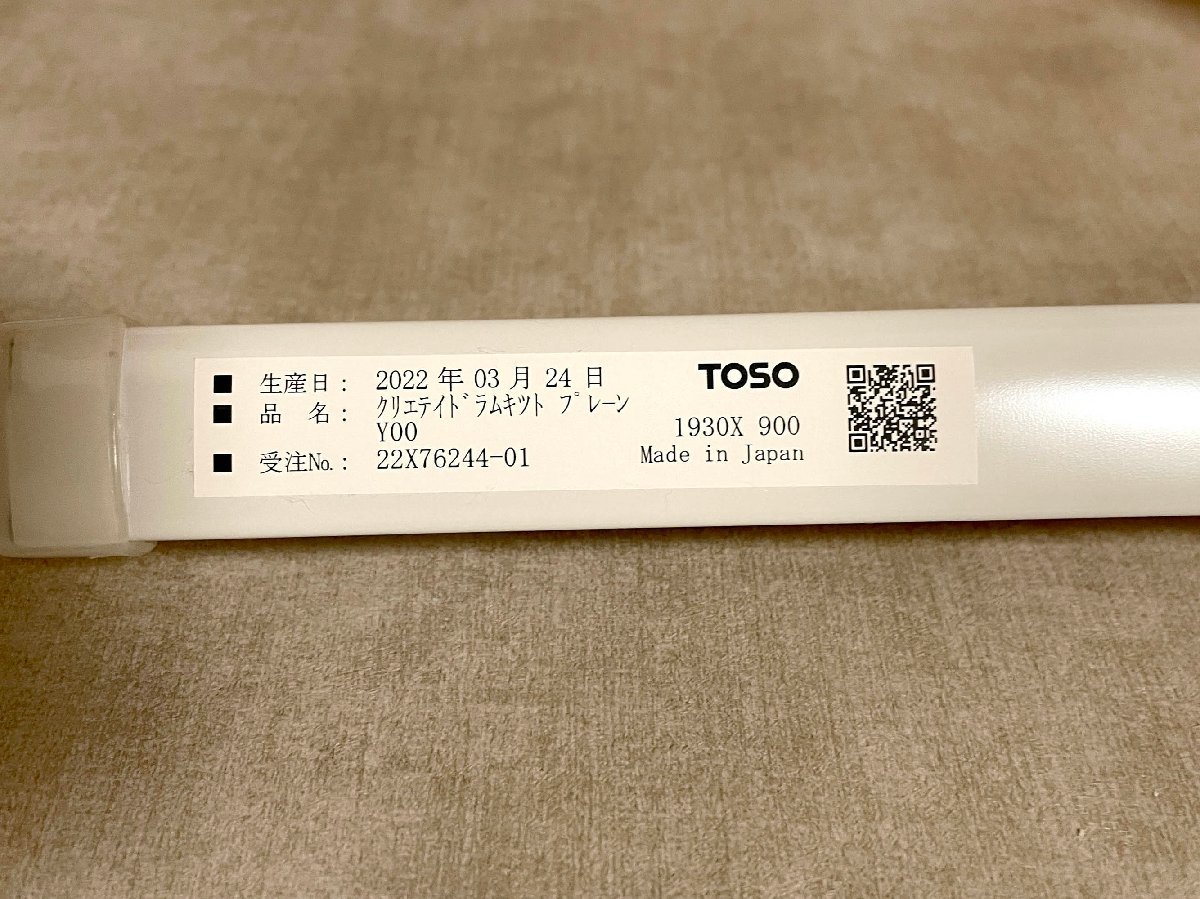 ■ 生産日： 2022 年 03 月 24 日
■ 品　名： ｸﾘｴﾃｲﾄﾞﾗﾑｷﾂﾄ ﾌﾟﾚｰﾝ
Y00
■ 受注No.： 22X76244-01
TOSO
1930X 900
Made in Japan